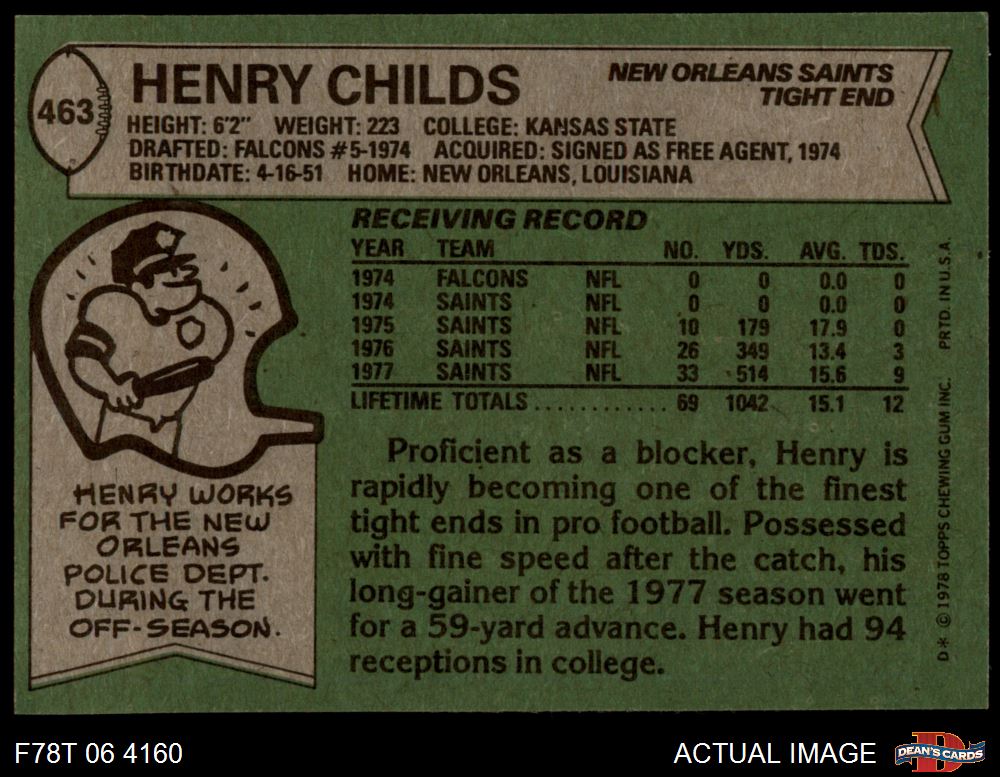 463
HENRY CHILDS
NEW ORLEANS SAINTS
TIGHT END
HEIGHT: 6'2" WEIGHT: 223 COLLEGE: KANSAS STATE
DRAFTED: FALCONS #5-1974 ACQUIRED: SIGNED AS FREE AGENT, 1974
BIRTHDATE: 4-16-51 HOME: NEW ORLEANS, LOUISIANA
RECEIVING RECORD
YEAR TEAM NO. YDS. AVG. TDS.
1974 FALCONS NFL 0 0 0.0 0
1974 SAINTS NFL 0 0 0.0 0
1975 SAINTS NFL 10 179 17.9 0
1976 SAINTS NFL 26 349 13.4 3
1977 SAINTS NFL 33 514 15.6 9
LIFETIME TOTALS ............ 69 1042 15.1 12
HENRY WORKS
FOR THE NEW
ORLEANS
POLICE DEPT.
DURING THE
OFF-SEASON.
Proficient as a blocker, Henry is
rapidly becoming one of the finest
tight ends in pro football. Possessed
with fine speed after the catch, his
long-gainer of the 1977 season went
for a 59-yard advance. Henry had 94
receptions in college.
D* © 1978 TOPPS CHEWING GUM INC. PRTD. IN U.S.A.
F78T 06 4160
ACTUAL IMAGE
D
DEAN'S CARDS